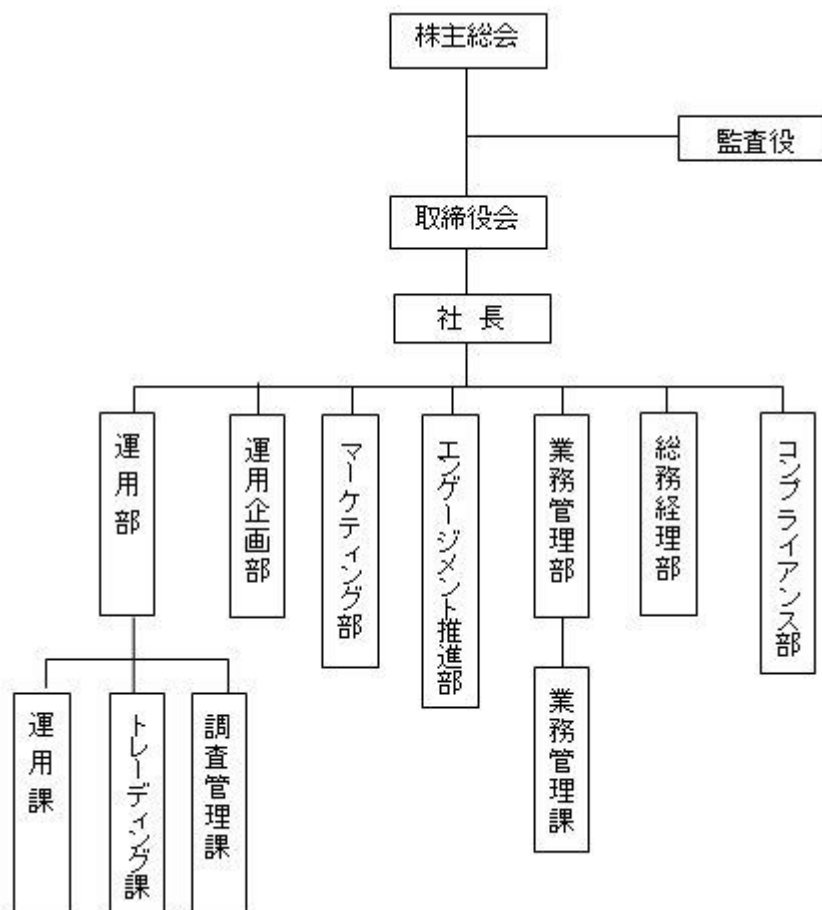 株主総会
監査役
取締役会
社 長
運用部
運用企画部
マーケティング部
エンゲージメント推進部
業務管理部
総務経理部
コンプライアンス部
運用課
トレーディング課
調査管理課
業務管理課